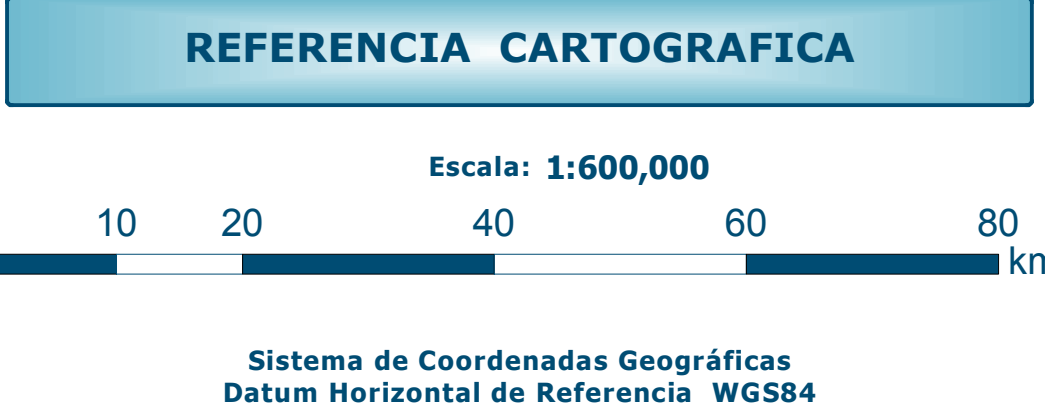 REFERENCIA CARTOGRAFICA
Escala: 1:600,000
10 20 40 60 80
km
Sistema de Coordenadas Geográficas
Datum Horizontal de Referencia WGS84